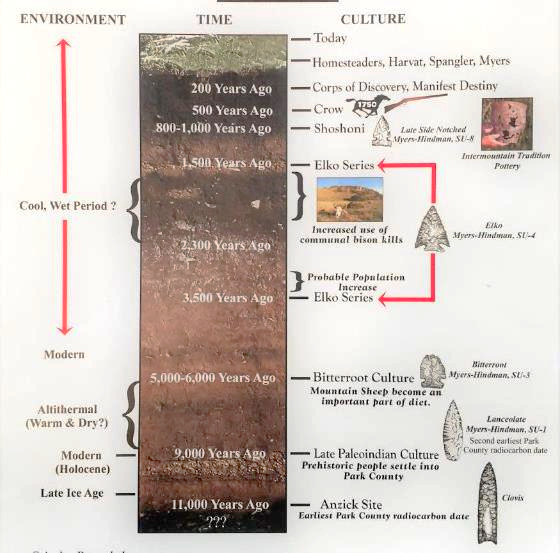 ENVIRONMENT TIME CULTURE
Today
Homesteaders, Harvat, Spangler, Myers
200 Years Ago
Corps of Discovery, Manifest Destiny
500 Years Ago
Crow
1750
800-1,000 Years Ago
Shoshoni
Late Side Notched
Myers-Hindman, SU-8
Intermountain Tradition
Pottery
1,500 Years Ago
Elko Series
Cool, Wet Period ?
Increased use of
communal bison kills
Elko
Myers-Hindman, SU-4
2,300 Years Ago
Probable Population
Increase
3,500 Years Ago
Elko Series
Modern
5,000-6,000 Years Ago
Bitterroot Culture
Mountain Sheep become an
important part of diet.
Bitterroot
Myers-Hindman, SU-3
Altithermal
(Warm & Dry?)
Lanceolate
Myers-Hindman, SU-1
Second earliest Park
County radiocarbon date
Modern
(Holocene)
9,000 Years Ago
Late Paleoindian Culture
Prehistoric people settle into
Park County
Late Ice Age
11,000 Years Ago
???
Anzick Site
Earliest Park County radiocarbon date
Clovis